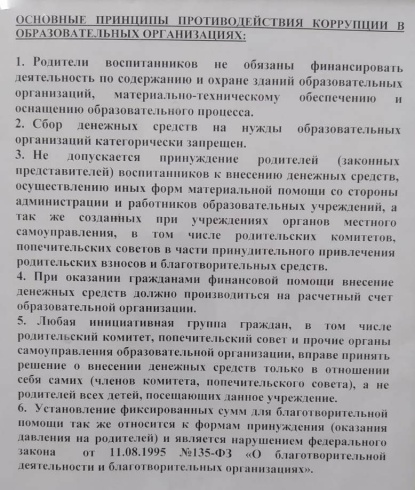 ОСНОВНЫЕ ПРИНЦИПЫ ПРОТИВОДЕЙСТВИЯ КОРРУПЦИИ В
ОБРАЗОВАТЕЛЬНЫХ ОРГАНИЗАЦИЯХ:
1. Родители воспитанников не обязаны финансировать
деятельность по содержанию и охране зданий образовательных
организаций, материально-техническому обеспечению и
оснащению образовательного процесса.
2. Сбор денежных средств на нужды образовательных
организаций категорически запрещен.
3. Не допускается принуждение родителей (законных
представителей) воспитанников к внесению денежных средств,
осуществлению иных форм материальной помощи со стороны
администрации и работников образовательных учреждений, а
так же созданных при учреждениях органов местного
самоуправления, в том числе родительских комитетов,
попечительских советов в части принудительного привлечения
родительских взносов и благотворительных средств.
4. При оказании гражданами финансовой помощи внесение
денежных средств должно производиться на расчетный счет
образовательной организации.
5. Любая инициативная группа граждан, в том числе
родительский комитет, попечительский совет и прочие органы
самоуправления образовательной организации, вправе принять
решение о внесении денежных средств только в отношении
себя самих (членов комитета, попечительского совета), а не
родителей всех детей, посещающих данное учреждение.
6. Установление фиксированных сумм для благотворительной
помощи так же относится к формам принуждения (оказания
давления на родителей) и является нарушением федерального
закона от 11.08.1995 №135-ФЗ «О благотворительной
деятельности и благотворительных организациях».